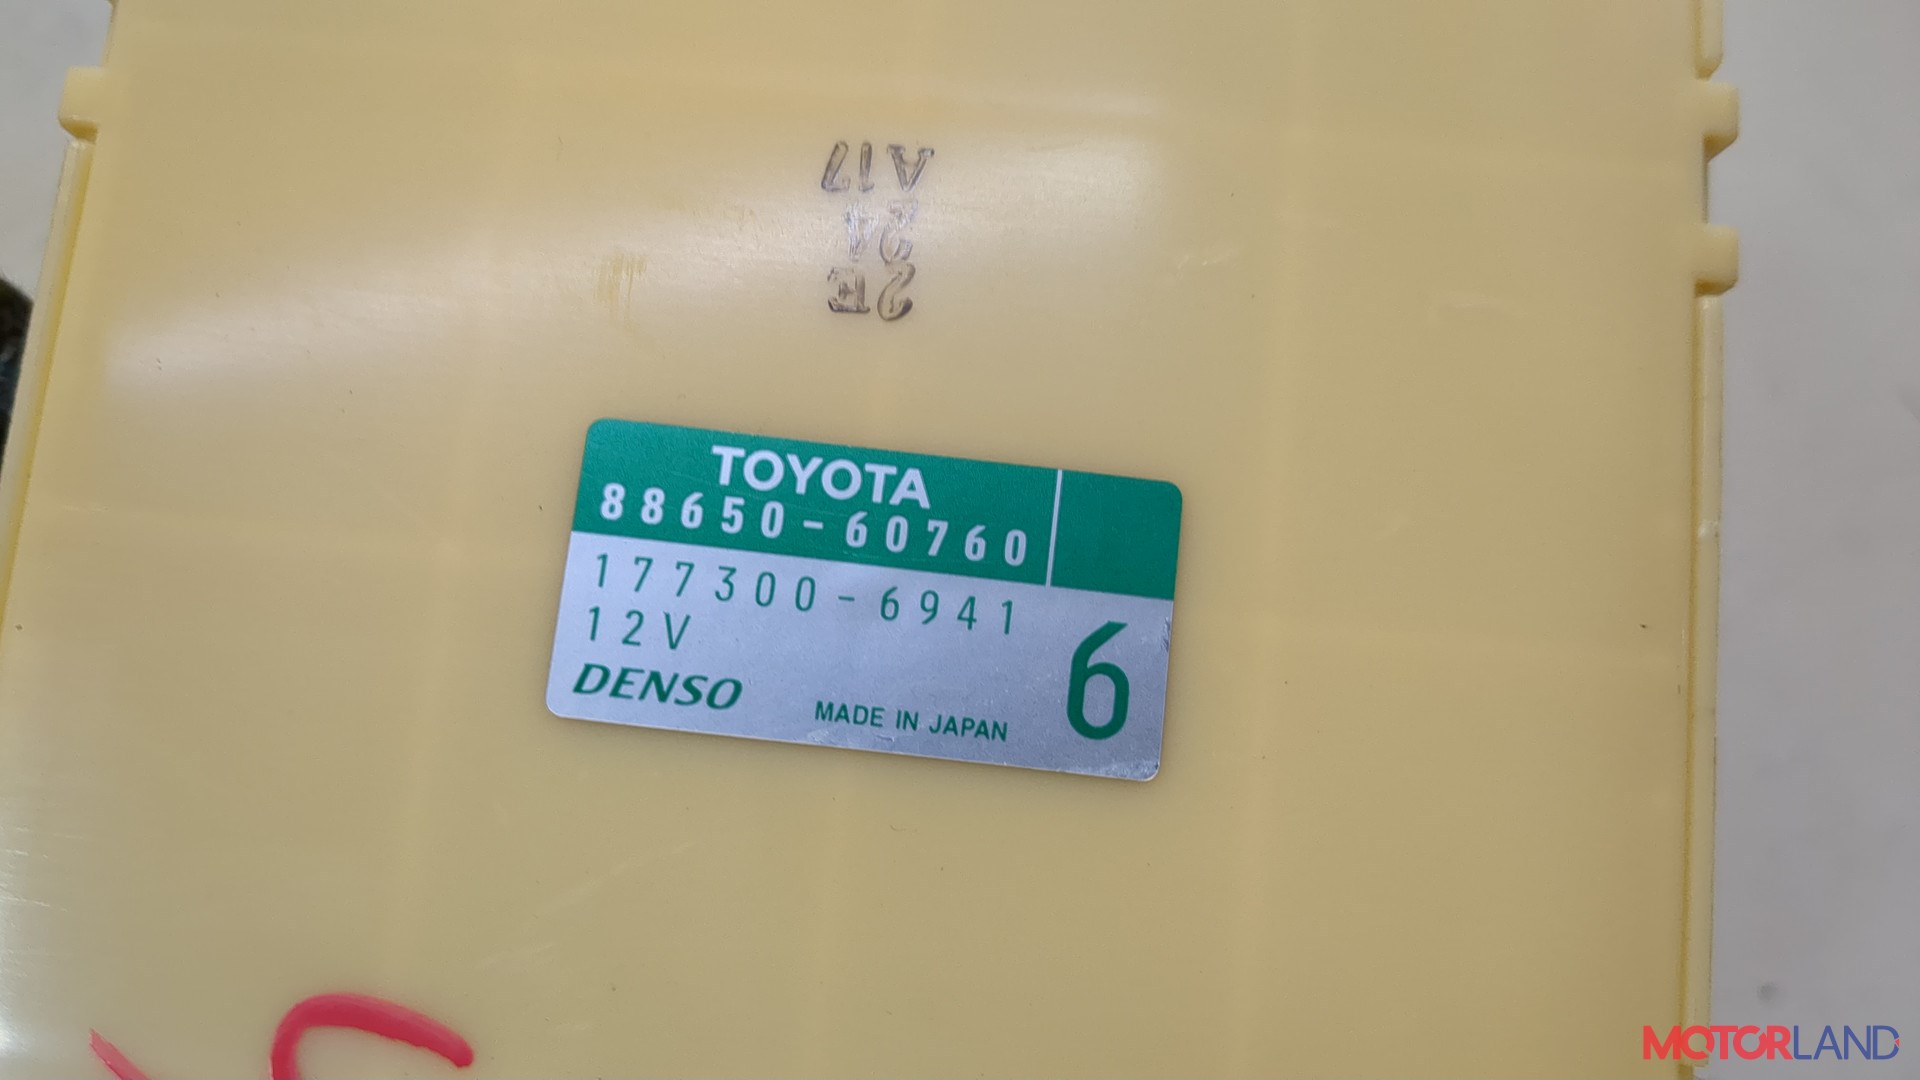 A17
24
2E
TOYOTA
88650-60760
177300-6941
12V
6
DENSO
MADE IN JAPAN
MOTORLAND